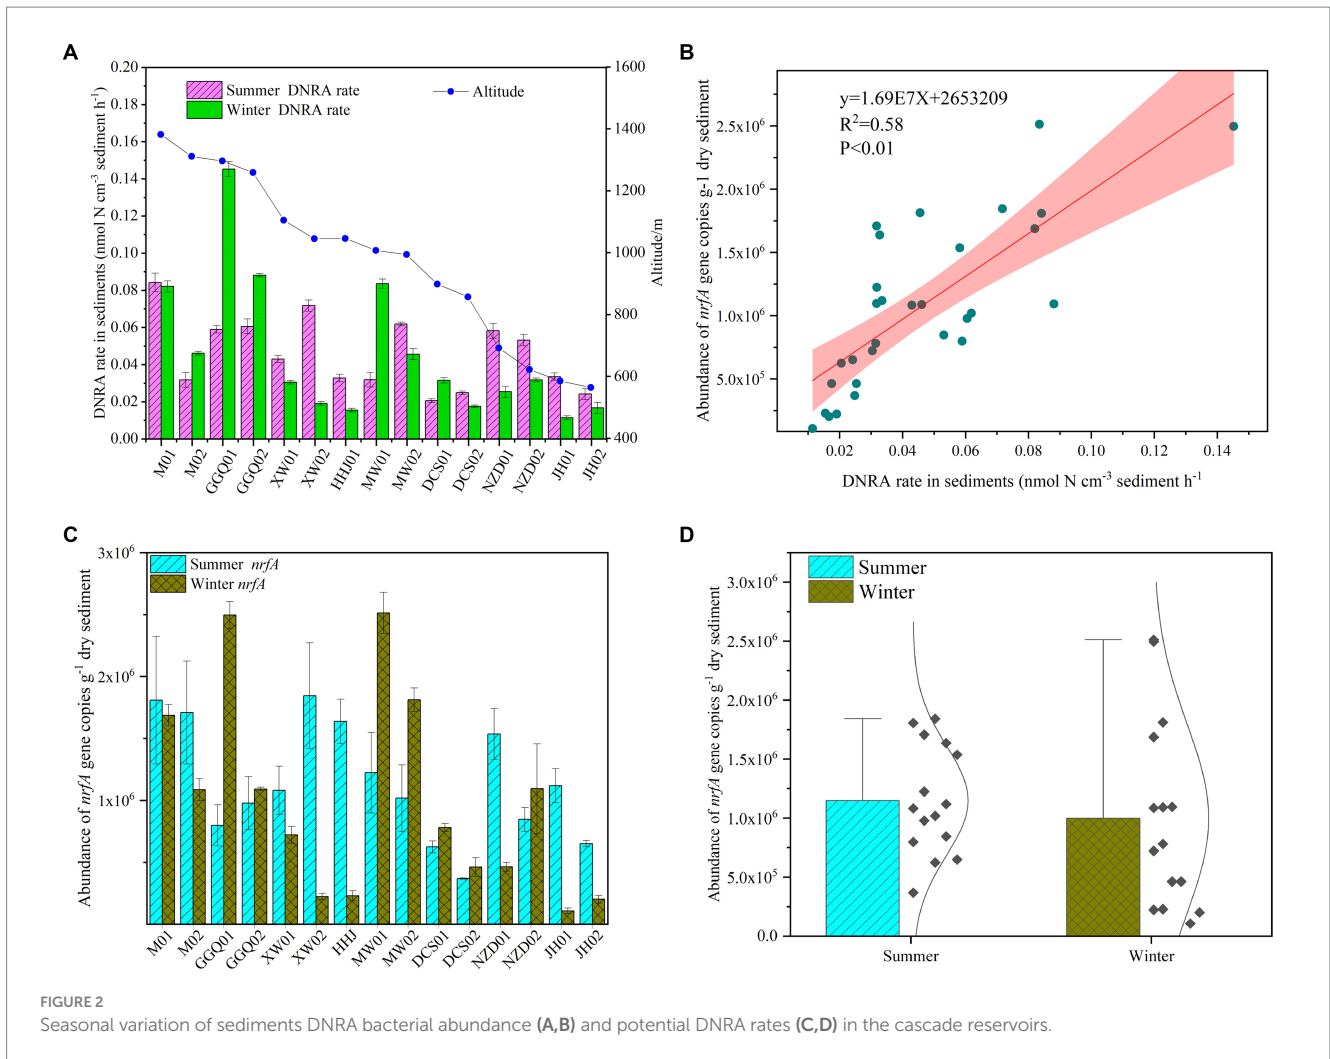 A
0.20
0.18
0.16
0.14
0.12
0.10
0.08
0.06
0.04
0.02
0.00
DNRA rate in sediments (nmol N cm-3 sediment h-1)
Summer DNRA rate
Winter DNRA rate
Altitude
1600
1400
1200
1000
800
600
400
Altitude/m
M01
M02
GGQ01
GGQ02
XW01
XW02
HHJ01
MW01
MW02
DCS01
DCS02
NZD01
NZD02
JH01
JH02
B
y=1.69E7X+2653209
R2=0.58
P<0.01
2.5x106
2.0x106
1.5x106
1.0x106
5.0x105
Abundance of nrfA gene copies g-1 dry sediment
0.02
0.04
0.06
0.08
0.10
0.12
0.14
DNRA rate in sediments (nmol N cm-3 sediment h-1
C
3x106
2x106
1x106
Abundance of nrfA gene copies g-1 dry sediment
Summer nrfA
Winter nrfA
M01
M02
GGQ01
GGQ02
XW01
XW02
HHJ
MW01
MW02
DCS01
DCS02
NZD01
NZD02
JH01
JH02
D
Summer
Winter
3.0x106
2.5x106
2.0x106
1.5x106
1.0x106
5.0x105
0.0
Abundance of nrfA gene copies g-1 dry sediment
Summer
Winter
FIGURE 2
Seasonal variation of sediments DNRA bacterial abundance (A,B) and potential DNRA rates (C,D) in the cascade reservoirs.